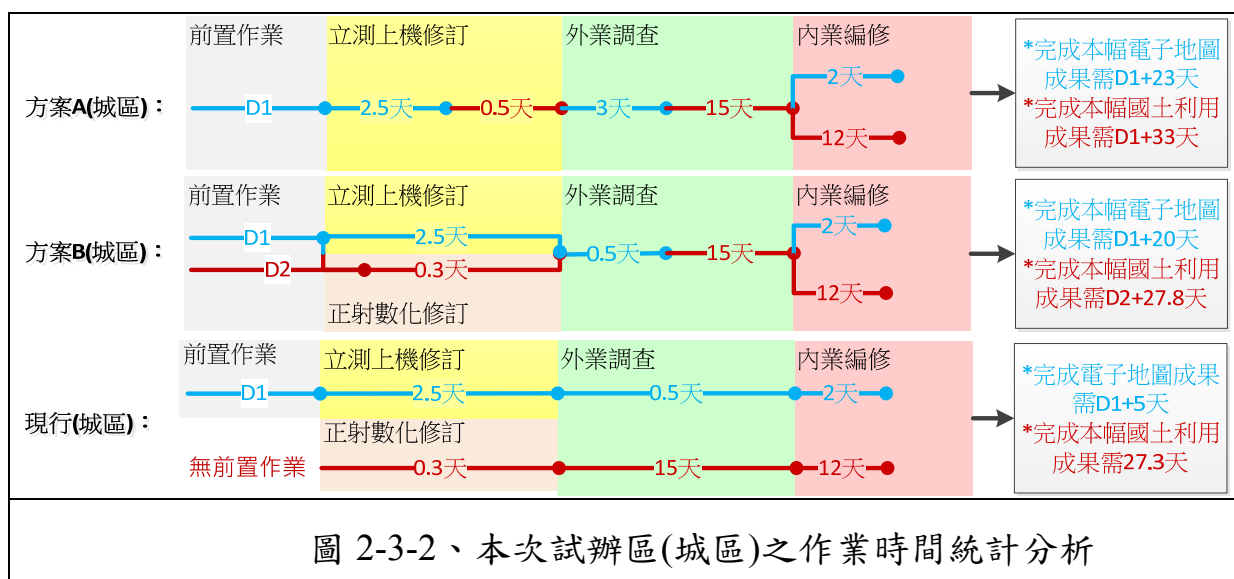 前置作業
立測上機修訂
外業調查
內業編修
方案A(城區):
D1
2.5天
0.5天
3天
15天
2天
12天
*完成本幅電子地圖
成果需D1+23天
*完成本幅國土利用
成果需D1+33天
前置作業
立測上機修訂
外業調查
內業編修
方案B(城區):
D1
2.5天
D2
0.3天
0.5天
15天
2天
12天
正射數化修訂
*完成本幅電子地圖
成果需D1+20天
*完成本幅國土利用
成果需D2+27.8天
前置作業
立測上機修訂
外業調查
內業編修
現行(城區):
D1
2.5天
0.5天
2天
正射數化修訂
無前置作業
0.3天
15天
12天
*完成電子地圖成果
需D1+5天
*完成本幅國土利用
成果需27.3天
圖 2-3-2、本次試辦區(城區)之作業時間統計分析